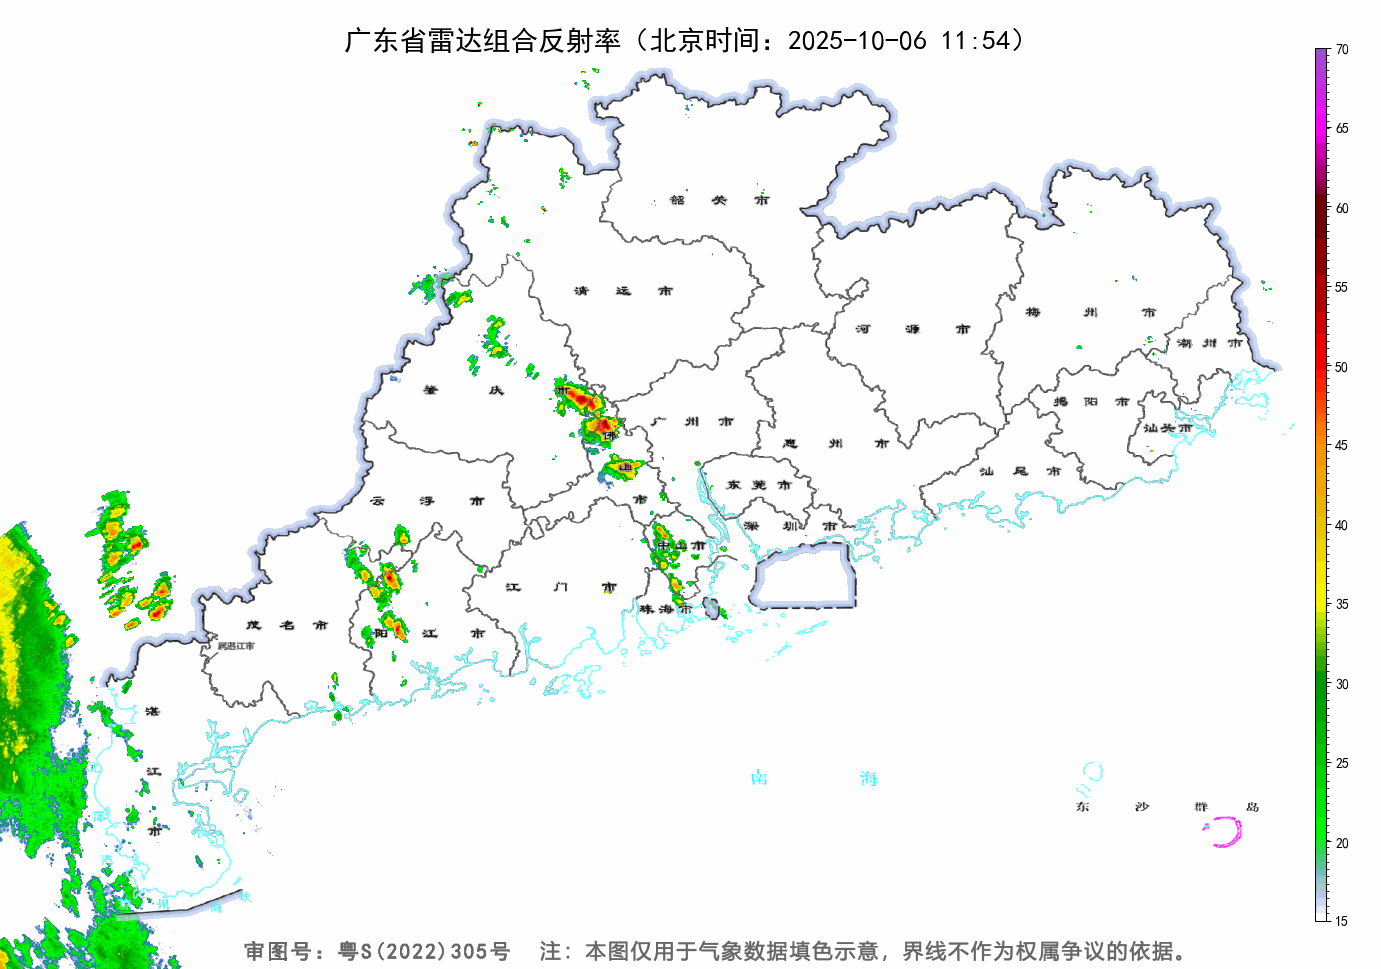 广东省雷达组合反射率（北京时间：2025-10-06 11:54）
70
65
60
55
50
45
40
35
30
25
20
15
韶关市
清远市
河源市
梅州市
潮州市
肇庆市
广州市
揭阳市
汕头市
佛山市
惠州市
汕尾市
云浮市
东莞市
深圳市
中山市
江门市
珠海市
茂名市
阳江市
属湛江市
湛江市
南海
东沙群岛
州海峡
审图号：粤S(2022)305号 注：本图仅用于气象数据填色示意，界线不作为权属争议的依据。